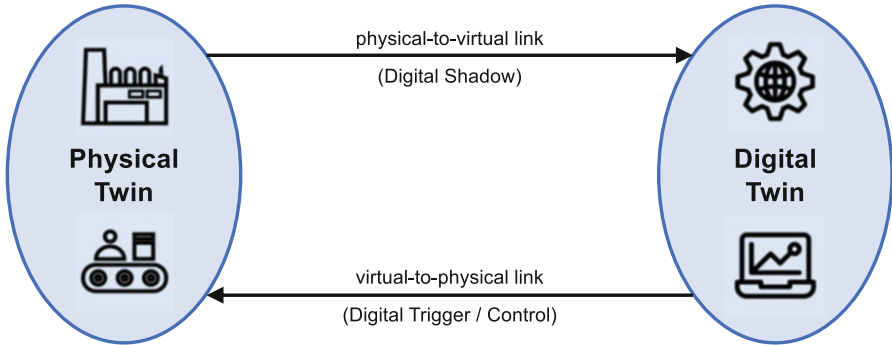 physical-to-virtual link
(Digital Shadow)
Physical
Twin
Digital
Twin
virtual-to-physical link
(Digital Trigger / Control)